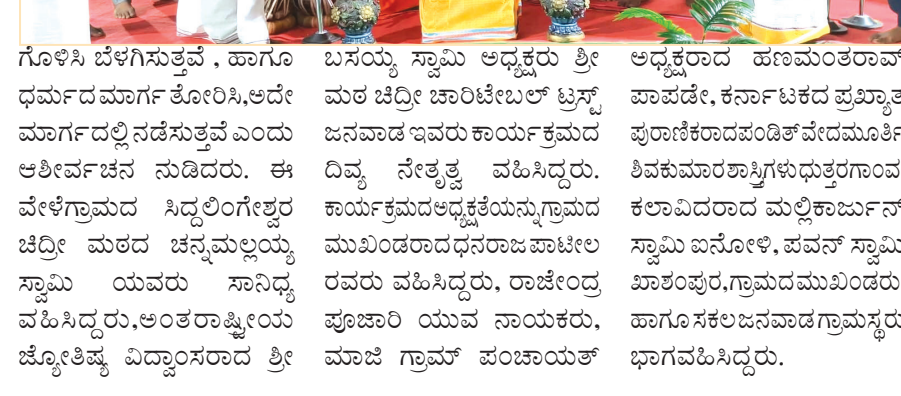 ಗೊಳಿಸಿ ಬೆಳಗಿಸುತ್ತವೆ , ಹಾಗೂ
ಧರ್ಮದಮಾರ್ಗ ತೋರಿಸಿ,ಅದೇ
ಮಾರ್ಗದಲ್ಲಿ ನಡೆಸುತ್ತವೆ ಎಂದು
ಆಶೀರ್ವಚನ ನುಡಿದರು. ಈ
ವೇಳೆಗ್ರಾಮದ ಸಿದ್ದಲಿಂಗೇಶ್ವರ
ಚಿದ್ರೀ ಮಠದ ಚನ್ನಮಲ್ಲಯ್ಯ
ಸ್ವಾಮಿ ಯವರು ಸಾನಿಧ್ಯ
ವಹಿಸಿದ್ದರು,ಅಂತರಾಷ್ಟ್ರೀಯ
ಜ್ಯೋತಿಷ್ಯ ವಿದ್ವಾಂಸರಾದ ಶ್ರೀ
ಬಸಯ್ಯ ಸ್ವಾಮಿ ಅಧ್ಯಕ್ಷರು ಶ್ರೀ
ಮಠ ಚಿದ್ರೀ ಚಾರಿಟೇಬಲ್ ಟ್ರಸ್ಟ್
ಜನವಾಡ ಇವರು ಕಾರ್ಯಕ್ರಮದ
ದಿವ್ಯ ನೇತೃತ್ವ ವಹಿಸಿದ್ದರು.
ಕಾರ್ಯಕ್ರಮದಅಧ್ಯಕ್ಷತೆಯನ್ನುಗ್ರಾಮದ
ಮುಖಂಡರಾದಧನರಾಜಪಾಟೀಲ
ರವರು ವಹಿಸಿದ್ದರು, ರಾಜೇಂದ್ರ
ಪೂಜಾರಿ ಯುವ ನಾಯಕರು,
ಮಾಜಿ ಗ್ರಾಮ್ ಪಂಚಾಯತ್
ಅಧ್ಯಕ್ಷರಾದ ಹಣಮಂತರಾವ್
ಪಾಪಡೇ, ಕರ್ನಾಟಕದ ಪ್ರಖ್ಯಾತ
ಪುರಾಣಿಕರಾದಪಂಡಿತ್ ವೇದಮೂರ್ತಿ
ಶಿವಕುಮಾರಶಾಸ್ತ್ರಿಗಳುಧುತ್ತರಗಾಂವ
ಕಲಾವಿದರಾದ ಮಲ್ಲಿಕಾರ್ಜುನ್
ಸ್ವಾಮಿ ಐನೋಳಿ, ಪವನ್ ಸ್ವಾಮಿ
ಖಾಶಂಪುರ,ಗ್ರಾಮದಮುಖಂಡರು
ಹಾಗೂ ಸಕಲಜನವಾಡಗ್ರಾಮಸ್ಥರು
ಭಾಗವಹಿಸಿದ್ದರು.